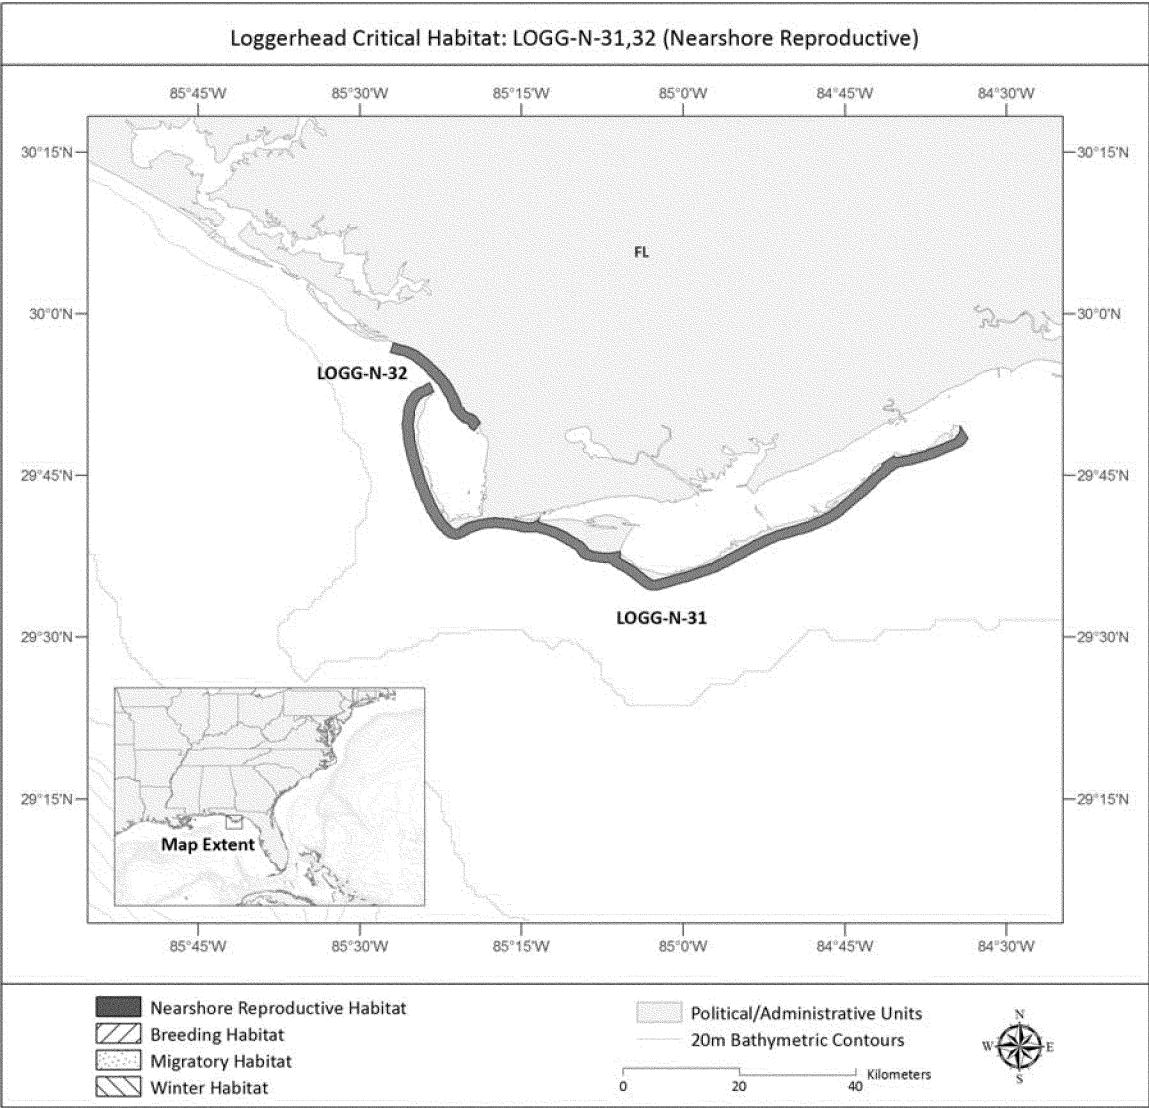 Loggerhead Critical Habitat: LOGG-N-31,32 (Nearshore Reproductive)
85°45'W 85°30'W 85°15'W 85°0'W 84°45'W 84°30'W
30°15'N 30°15'N
FL
30°0'N 30°0'N
LOGG-N-32
29°45'N 29°45'N
LOGG-N-31
29°30'N 29°30'N
29°15'N 29°15'N
Map Extent
85°45'W 85°30'W 85°15'W 85°0'W 84°45'W 84°30'W
Nearshore Reproductive Habitat
Breeding Habitat
Migratory Habitat
Winter Habitat
Political/Administrative Units
20m Bathymetric Contours
Kilometers
0 20 40
N
W E
S